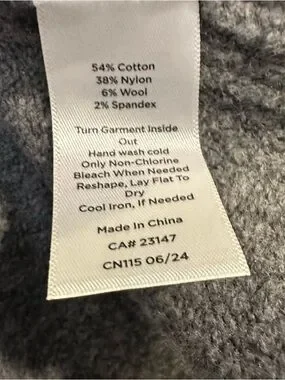 54% Cotton
38% Nylon
6% Wool
2% Spandex
Turn Garment Inside
Out
Hand wash cold
Only Non-Chlorine
Bleach When Needed
Reshape, Lay Flat To
Dry
Cool Iron, If Needed
Made in China
CA# 23147
CN115 06/24